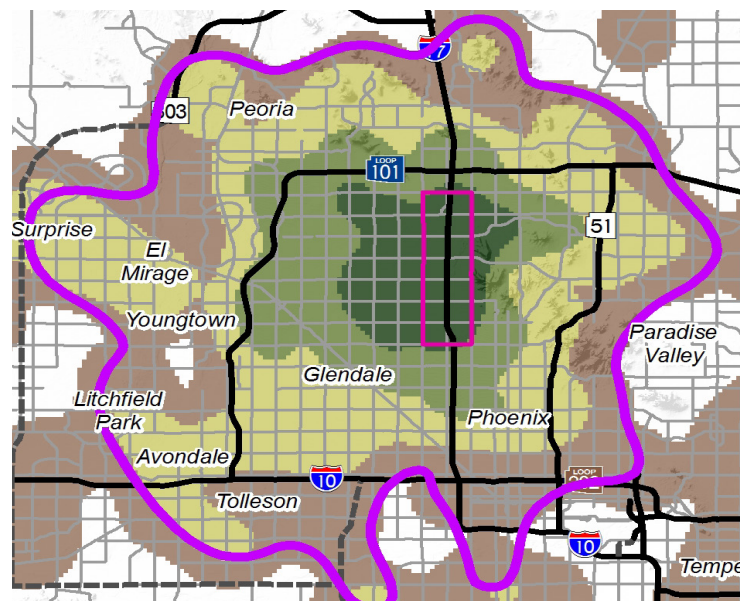 17
303
Peoria
LOOP
101
51
Surprise
El
Mirage
Youngtown
Paradise
Valley
Glendale
Litchfield
Park
Phoenix
Avondale
LOOP
10
Tolleson
10
Tempe